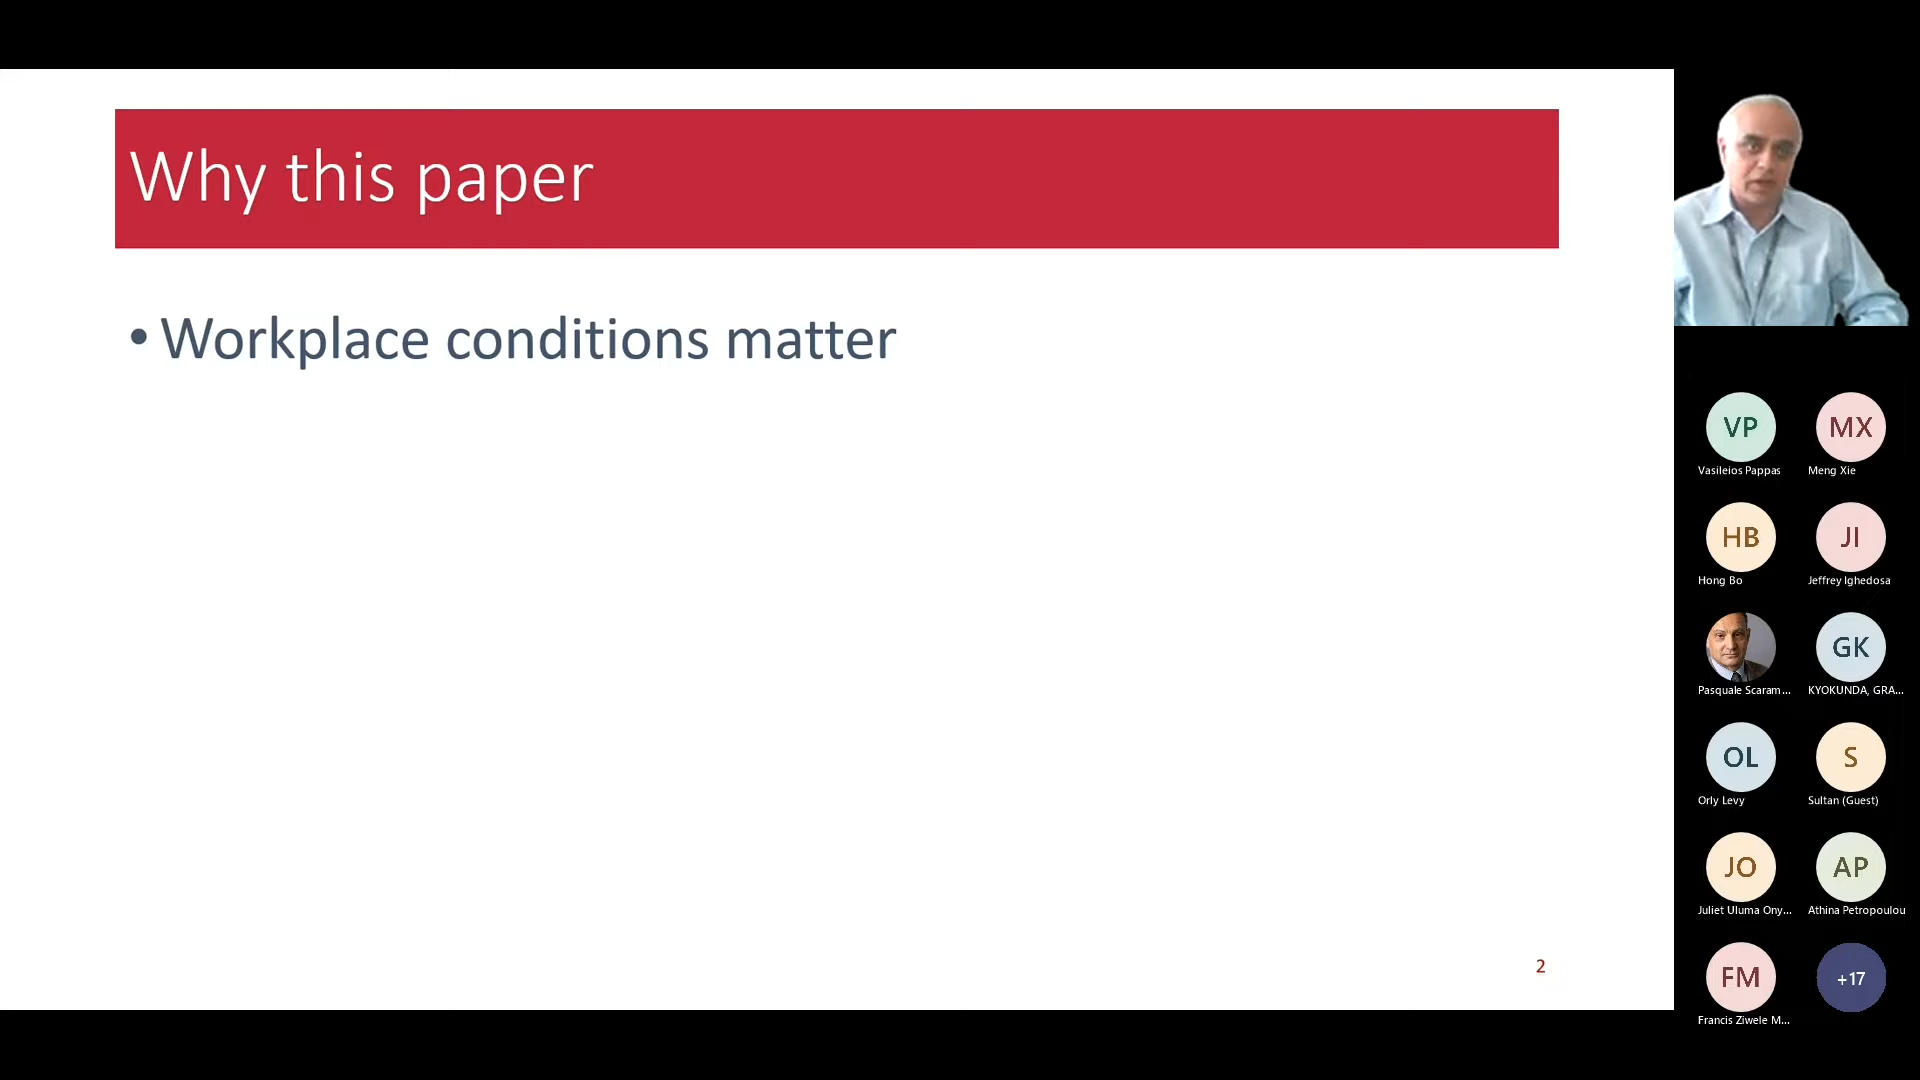 Why this paper
• Workplace conditions matter
2
VP
Vasileios Pappas
MX
Meng Xie
HB
Hong Bo
JI
Jeffrey Ighedosa
Pasquale Scaram...
GK
KYOKUNDA, GRA...
OL
Orly Levy
S
Sultan (Guest)
JO
Juliet Uluma Ony...
AP
Athina Petropoulou
FM
Francis Ziwele M...
+17